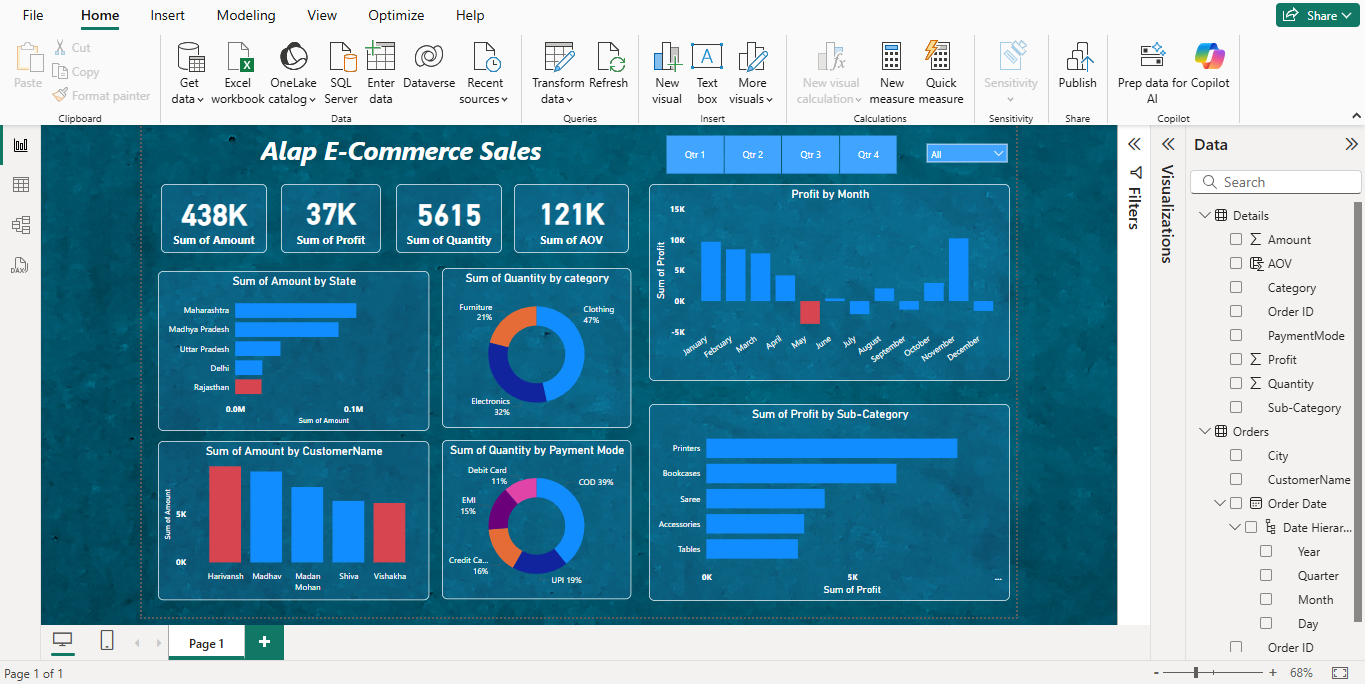 File
Home
Insert
Modeling
View
Optimize
Help
Share
Paste
Cut
Copy
Format painter
Clipboard
Get data
Excel workbook
OneLake catalog
SQL Server
Enter data
Dataverse
Recent sources
Data
Transform data
Refresh
Queries
New visual
Text box
More visuals
Insert
New visual calculation
New measure
Quick measure
Calculations
Sensitivity
Sensitivity
Publish
Share
Prep data for AI
Copilot
Copilot
Alap E-Commerce Sales
Qtr 1
Qtr 2
Qtr 3
Qtr 4
All
438K
Sum of Amount
37K
Sum of Profit
5615
Sum of Quantity
121K
Sum of AOV
Profit by Month
Sum of Profit
15K
10K
5K
0K
-5K
January
February
March
April
May
June
July
August
September
October
November
December
Sum of Amount by State
Maharashtra
Madhya Pradesh
Uttar Pradesh
Delhi
Rajasthan
0.0M
0.1M
Sum of Amount
Sum of Quantity by category
Furniture
21%
Clothing
47%
Electronics
32%
Sum of Amount by CustomerName
Sum of Amount
5K
0K
Harivansh
Madhav
Madan
Mohan
Shiva
Vishakha
Sum of Quantity by Payment Mode
Debit Card
11%
COD 39%
EMI
15%
Credit Ca...
16%
UPI 19%
Sum of Profit by Sub-Category
Printers
Bookcases
Saree
Accessories
Tables
0K
5K
...
Sum of Profit
Filters
Visualizations
Data
Search
Details
Amount
AOV
Category
Order ID
PaymentMode
Profit
Quantity
Sub-Category
Orders
City
CustomerName
Order Date
Date Hierar...
Year
Quarter
Month
Day
Order ID
DAX
Page 1
+
Page 1 of 1
- + 68%